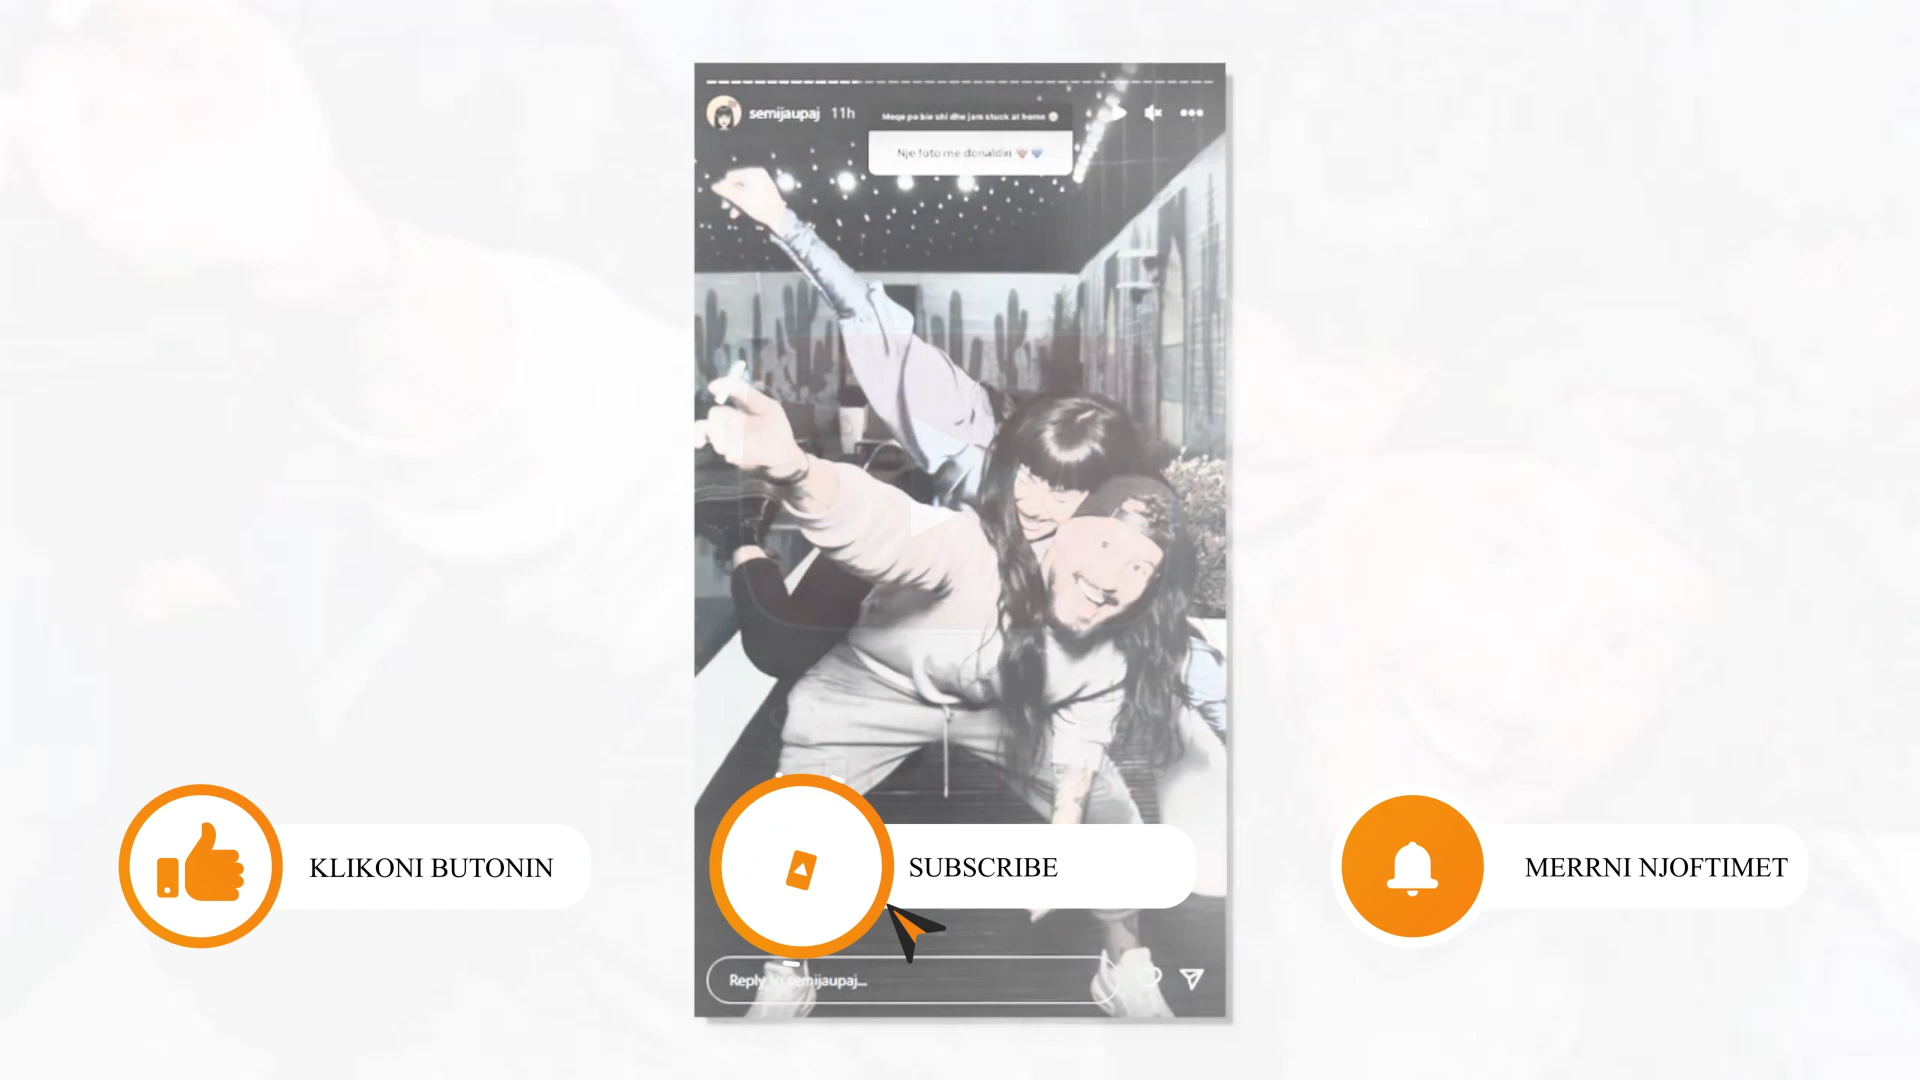 semijaupaj 11h
Meqe po bie shi dhe jam stuck at home
Nje foto me donaldin
KLIKONI BUTONIN
SUBSCRIBE
MERRNI NJOFTIMET
Reply to semijaupaj...